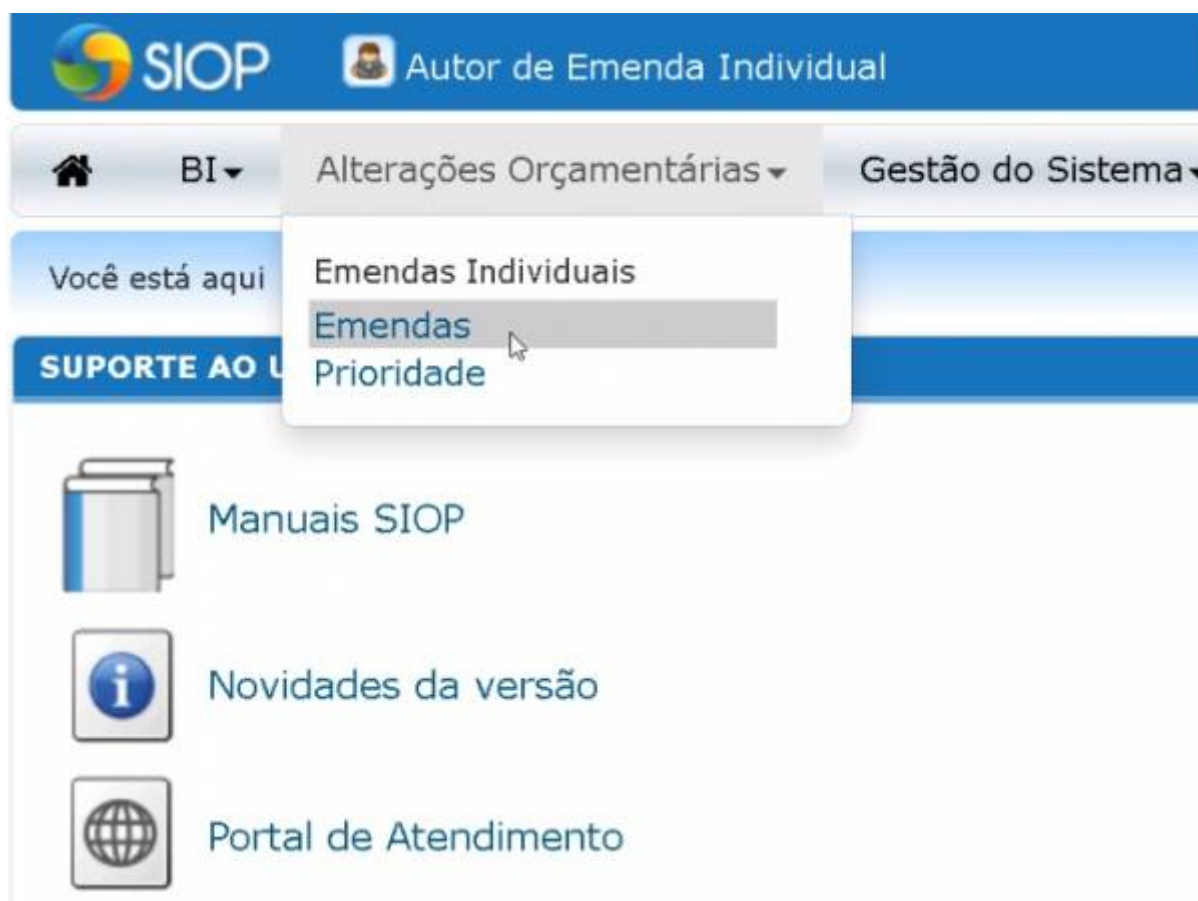 SIOP Autor de Emenda Individual
BI Alterações Orçamentárias Gestão do Sistema
Você está aqui
Emendas Individuais
Emendas
Prioridade
SUPORTE AO
Manuais SIOP
Novidades da versão
Portal de Atendimento